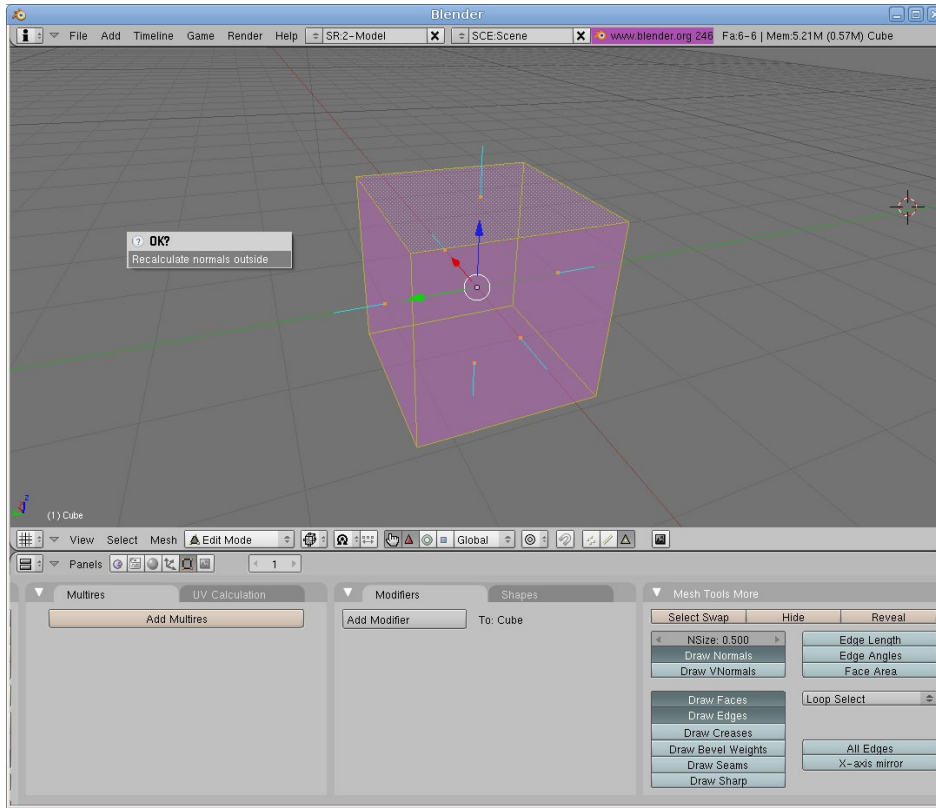 Blender
File Add Timeline Game Render Help SR:2-Model X SCE:Scene X www.blender.org 246 Fa:6-6 | Mem:5.21M (0.57M) Cube
OK?
Recalculate normals outside
z
(1) Cube
View Select Mesh Edit Mode Global
Panels 1
Multires UV Calculation Modifiers Shapes Mesh Tools More
Add Multires Add Modifier To: Cube Select Swap Hide Reveal
NSize: 0.500 Edge Length
Draw Normals Edge Angles
Draw VNormals Face Area
Draw Faces Loop Select
Draw Edges
Draw Creases
Draw Bevel Weights All Edges
Draw Seams X-axis mirror
Draw Sharp